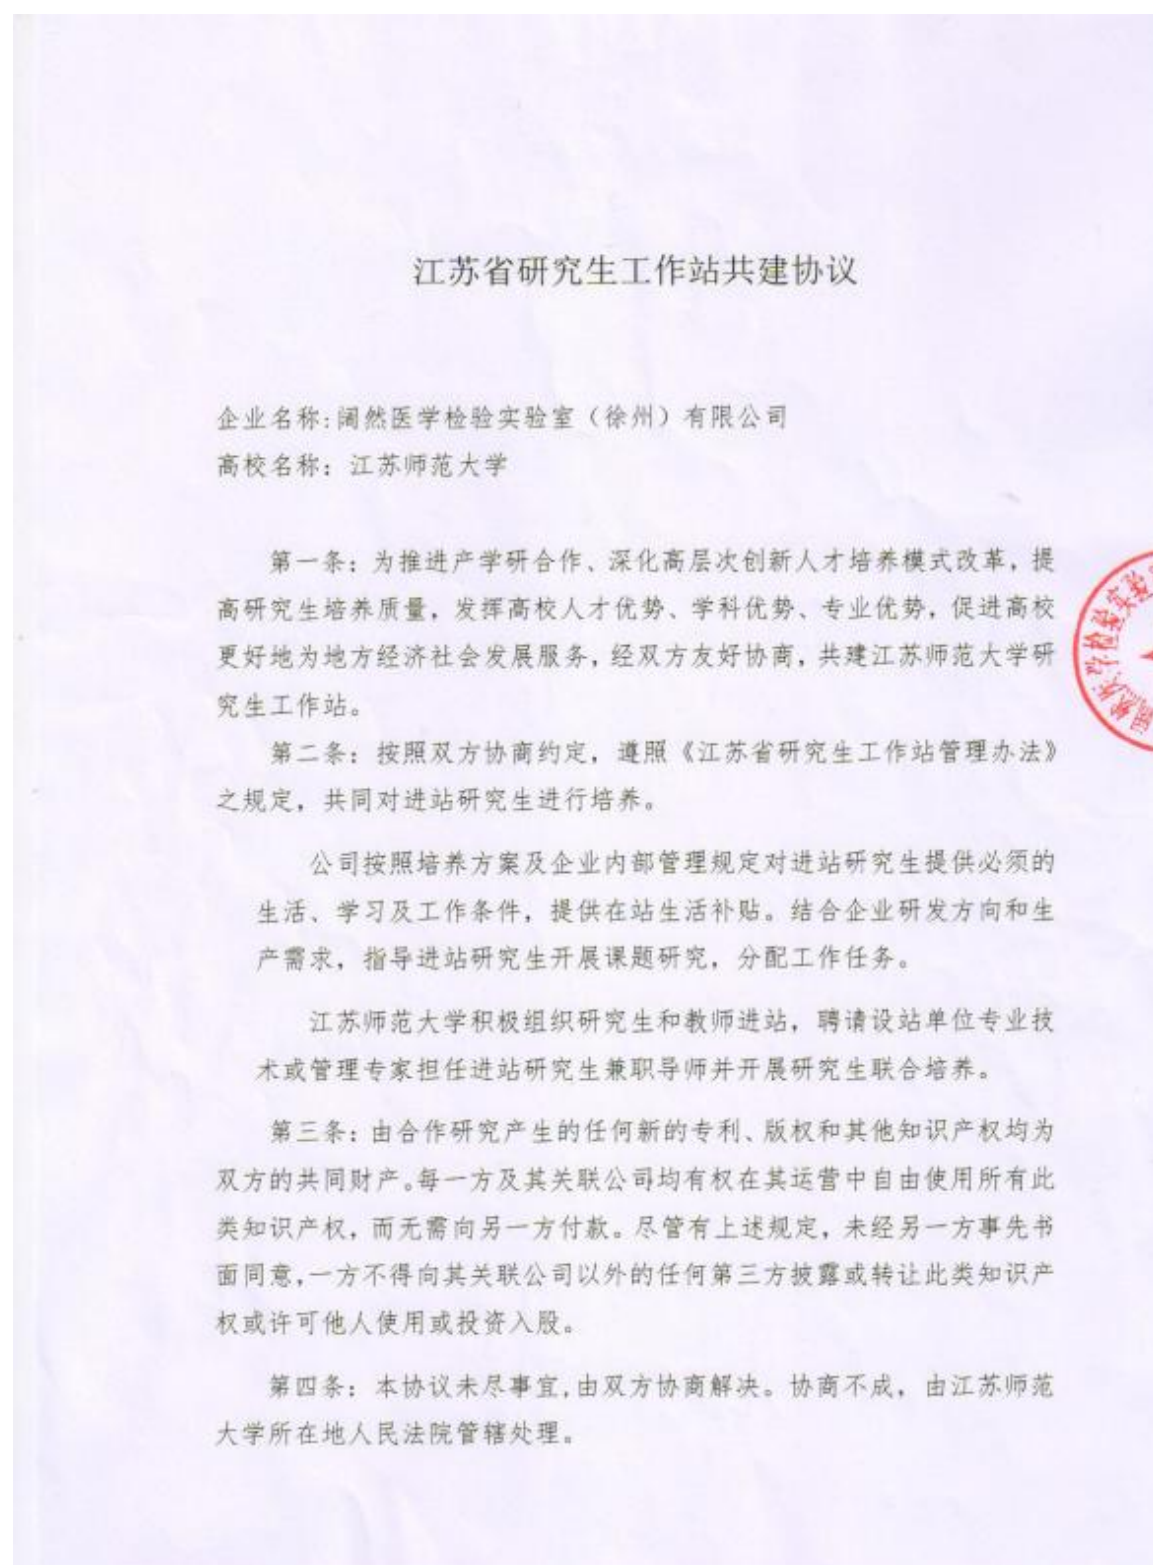 江苏省研究生工作站共建协议
企业名称:阔然医学检验实验室（徐州）有限公司
高校名称：江苏师范大学
第一条：为推进产学研合作、深化高层次创新人才培养模式改革，提
高研究生培养质量，发挥高校人才优势、学科优势、专业优势，促进高校
更好地为地方经济社会发展服务，经双方友好协商，共建江苏师范大学研
究生工作站。
第二条：按照双方协商约定，遵照《江苏省研究生工作站管理办法》
之规定，共同对进站研究生进行培养。
公司按照培养方案及企业内部管理规定对进站研究生提供必须的
生活、学习及工作条件，提供在站生活补贴。结合企业研发方向和生
产需求，指导进站研究生开展课题研究，分配工作任务。
江苏师范大学积极组织研究生和教师进站，聘请设站单位专业技
术或管理专家担任进站研究生兼职导师并开展研究生联合培养。
第三条：由合作研究产生的任何新的专利、版权和其他知识产权均为
双方的共同财产。每一方及其关联公司均有权在其运营中自由使用所有此
类知识产权，而无需向另一方付款。尽管有上述规定，未经另一方事先书
面同意，一方不得向其关联公司以外的任何第三方披露或转让此类知识产
权或许可他人使用或投资入股。
第四条：本协议未尽事宜,由双方协商解决。协商不成，由江苏师范
大学所在地人民法院管辖处理。
然医学检验实验